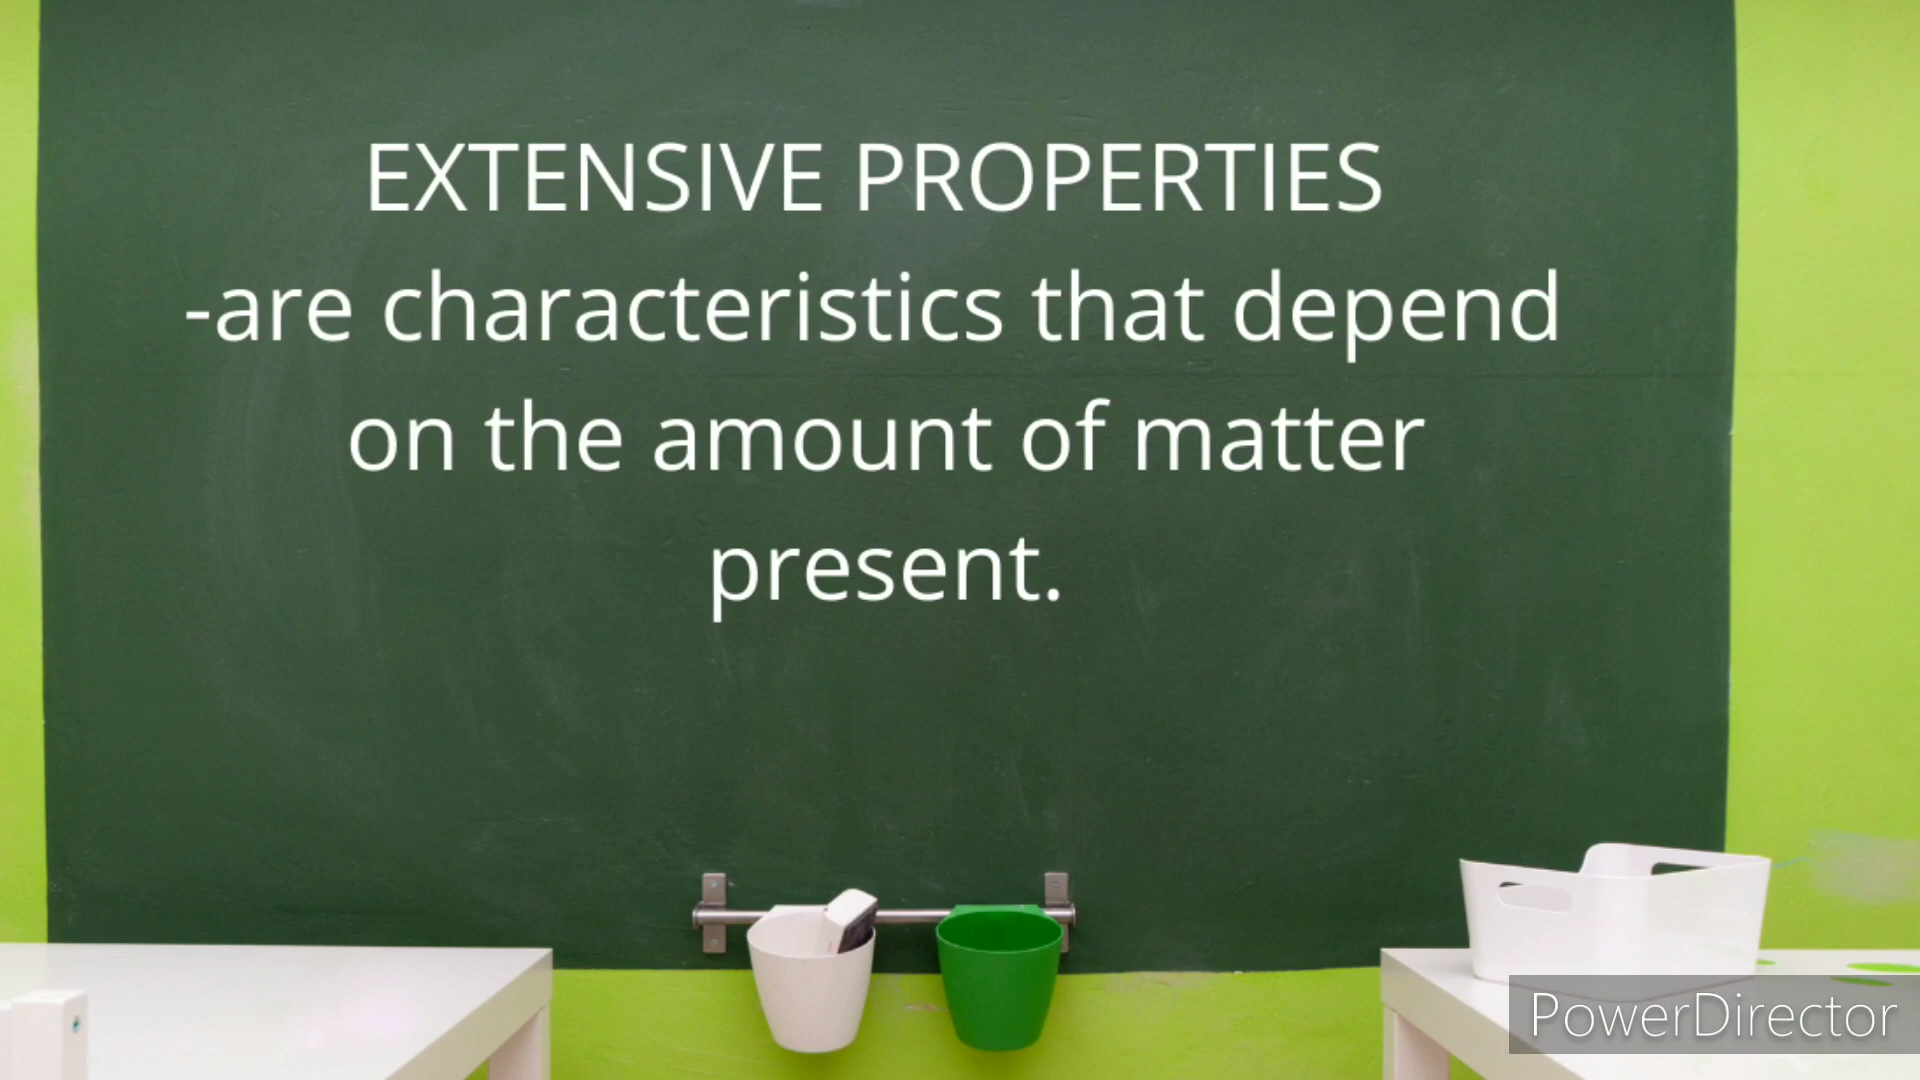 EXTENSIVE PROPERTIES
-are characteristics that depend
on the amount of matter
present.
PowerDirector